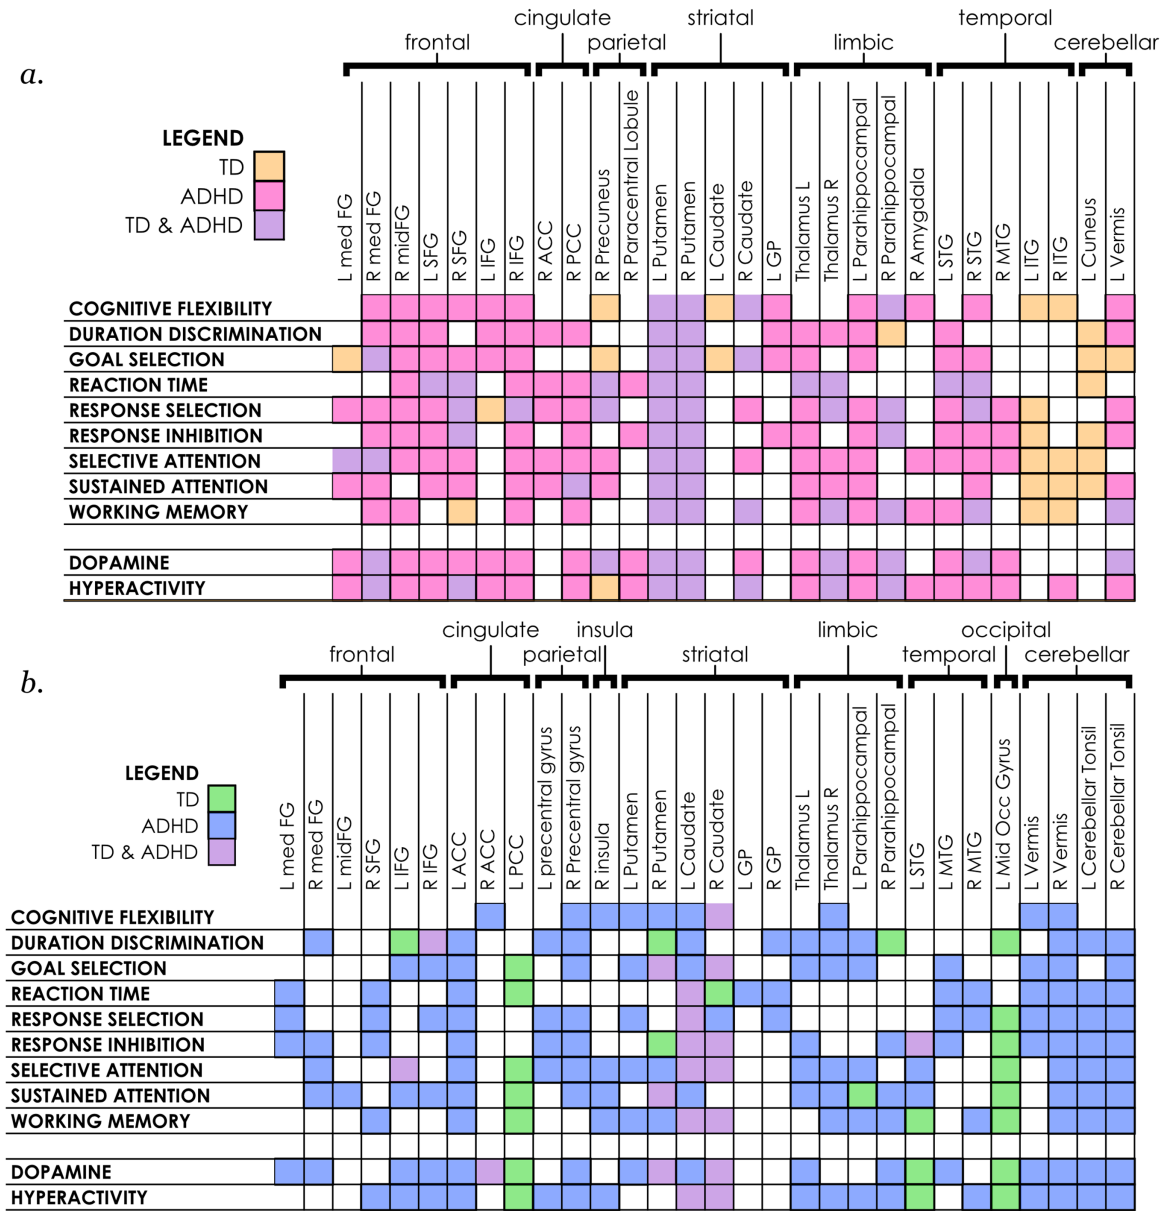 cingulate
striatal
temporal
frontal
parietal
limbic
cerebellar
a.
LEGEND
TD
ADHD
TD & ADHD
L med FG
R med FG
R midFG
L SFG
R SFG
L IFG
R IFG
R ACC
R PCC
R Precuneus
R Paracentral Lobule
L Putamen
R Putamen
L Caudate
R Caudate
L GP
Thalamus L
Thalamus R
L Parahippocampal
R Parahippocampal
R Amygdala
L STG
R STG
R MTG
L ITG
R ITG
L Cuneus
L Vermis
COGNITIVE FLEXIBILITY
DURATION DISCRIMINATION
GOAL SELECTION
REACTION TIME
RESPONSE SELECTION
RESPONSE INHIBITION
SELECTIVE ATTENTION
SUSTAINED ATTENTION
WORKING MEMORY
DOPAMINE
HYPERACTIVITY
cingulate
insula
limbic
occipital
frontal
parietal
striatal
temporal
cerebellar
b.
LEGEND
TD
ADHD
TD & ADHD
L med FG
R med FG
L midFG
R SFG
L IFG
R IFG
L ACC
R ACC
L PCC
L precentral gyrus
R Precentral gyrus
R insula
L Putamen
R Putamen
L Caudate
R Caudate
L GP
R GP
Thalamus L
Thalamus R
L Parahippocampal
R Parahippocampal
L STG
L MTG
R MTG
L Mid Occ Gyrus
L Vermis
R Vermis
L Cerebellar Tonsil
R Cerebellar Tonsil
COGNITIVE FLEXIBILITY
DURATION DISCRIMINATION
GOAL SELECTION
REACTION TIME
RESPONSE SELECTION
RESPONSE INHIBITION
SELECTIVE ATTENTION
SUSTAINED ATTENTION
WORKING MEMORY
DOPAMINE
HYPERACTIVITY